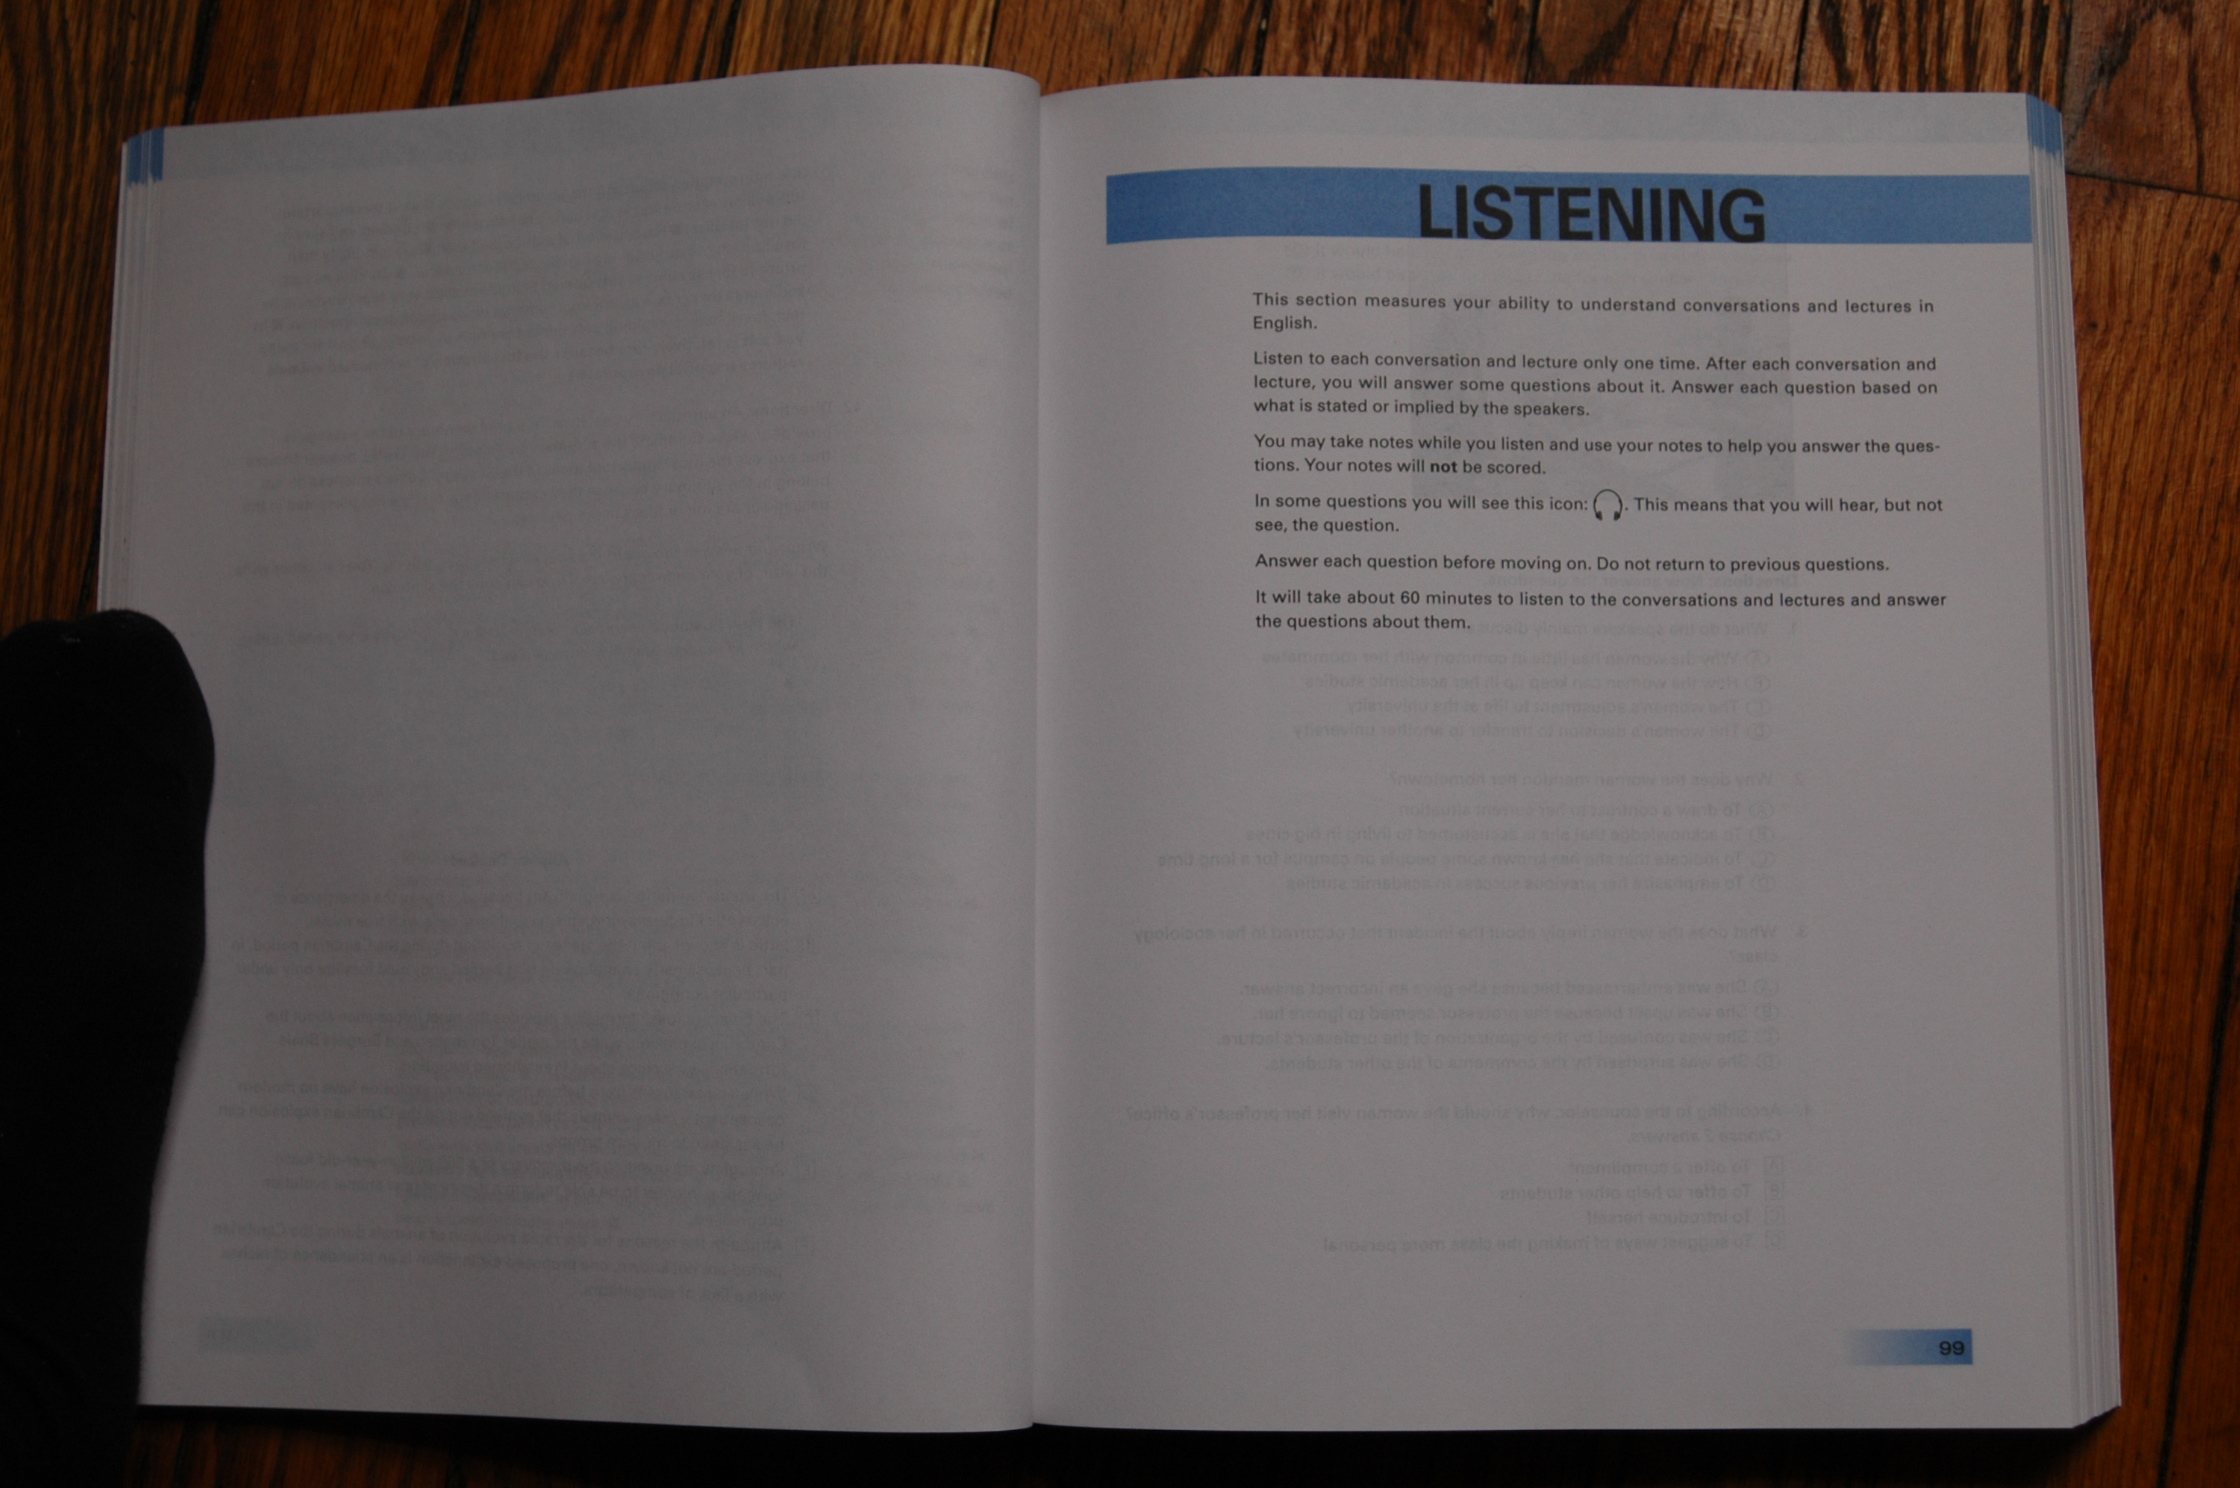 LISTENING
This section measures your ability to understand conversations and lectures in
English.
Listen to each conversation and lecture only one time. After each conversation and
lecture, you will answer some questions about it. Answer each question based on
what is stated or implied by the speakers.
You may take notes while you listen and use your notes to help you answer the ques-
tions. Your notes will not be scored.
In some questions you will see this icon: . This means that you will hear, but not
see, the question.
Answer each question before moving on. Do not return to previous questions.
It will take about 60 minutes to listen to the conversations and lectures and answer
the questions about them.
99